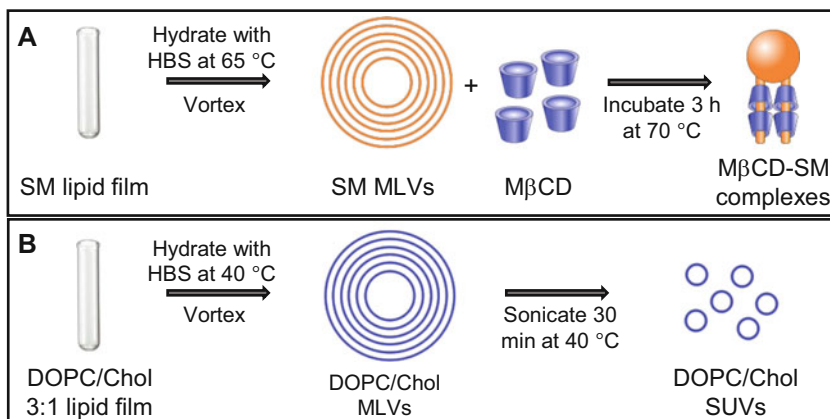 A
Hydrate with
HBS at 65 °C
Vortex
+
Incubate 3 h
at 70 °C
SM lipid film
SM MLVs
MβCD
MβCD-SM
complexes
B
Hydrate with
HBS at 40 °C
Vortex
Sonicate 30
min at 40 °C
DOPC/Chol
3:1 lipid film
DOPC/Chol
MLVs
DOPC/Chol
SUVs